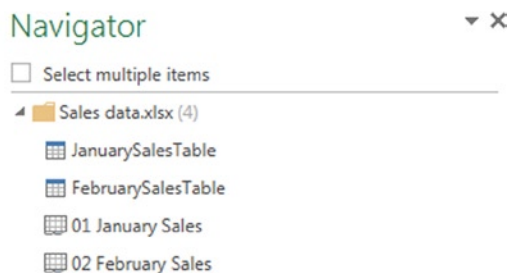 Navigator
Select multiple items
Sales data.xlsx (4)
JanuarySalesTable
FebruarySalesTable
01 January Sales
02 February Sales